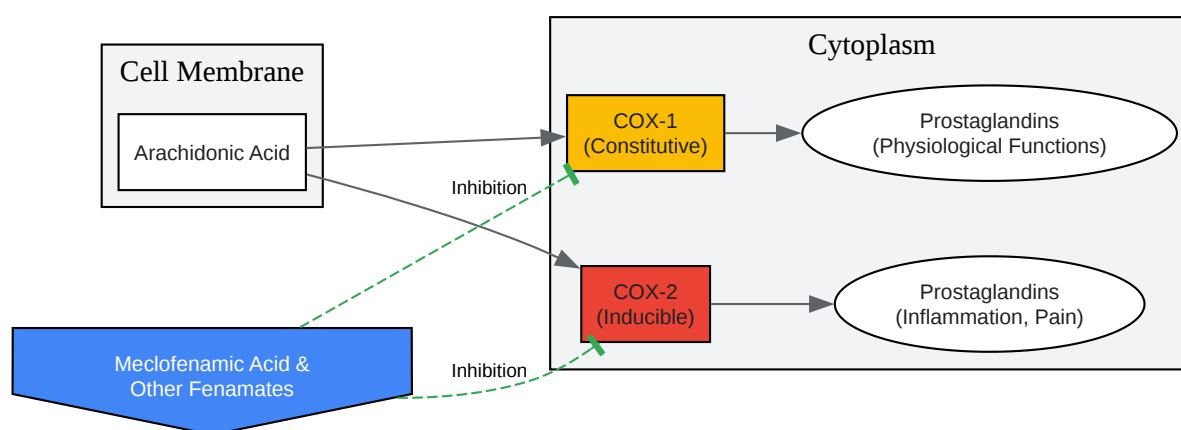 Cell Membrane
Arachidonic Acid
Cytoplasm
COX-1
(Constitutive)
Prostaglandins
(Physiological Functions)
Inhibition
COX-2
(Inducible)
Prostaglandins
(Inflammation, Pain)
Meclofenamic Acid &
Other Fenamates
Inhibition